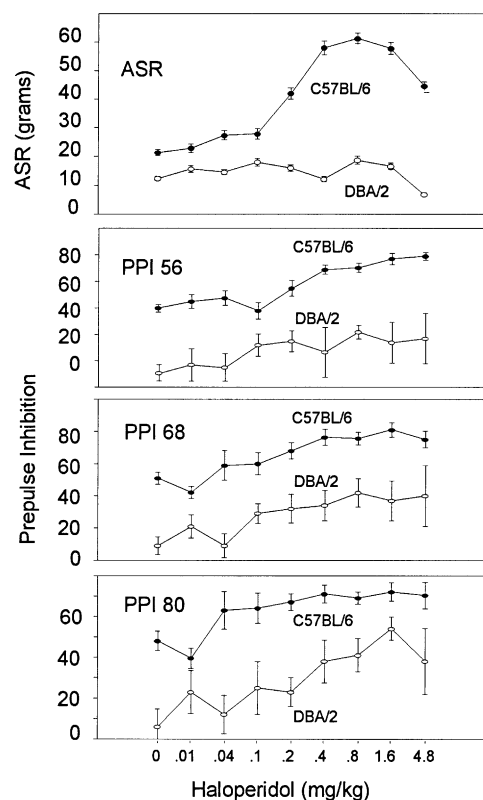 60
50
40
30
20
10
0
ASR
C57BL/6
DBA/2
ASR (grams)
80
60
40
20
0
PPI 56
C57BL/6
DBA/2
80
60
40
20
0
PPI 68
C57BL/6
DBA/2
Prepulse Inhibition
60
40
20
0
PPI 80
C57BL/6
DBA/2
0 .01 .04 .1 .2 .4 .8 1.6 4.8
Haloperidol (mg/kg)